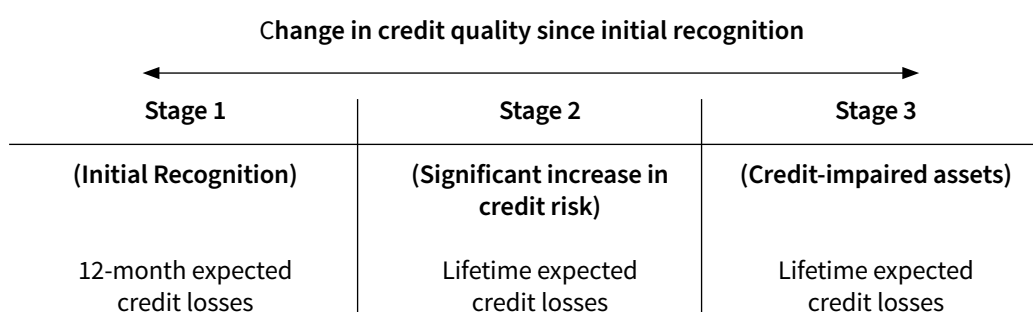 Change in credit quality since initial recognition
Stage 1
Stage 2
Stage 3
(Initial Recognition)
(Significant increase in
credit risk)
(Credit-impaired assets)
12-month expected
credit losses
Lifetime expected
credit losses
Lifetime expected
credit losses